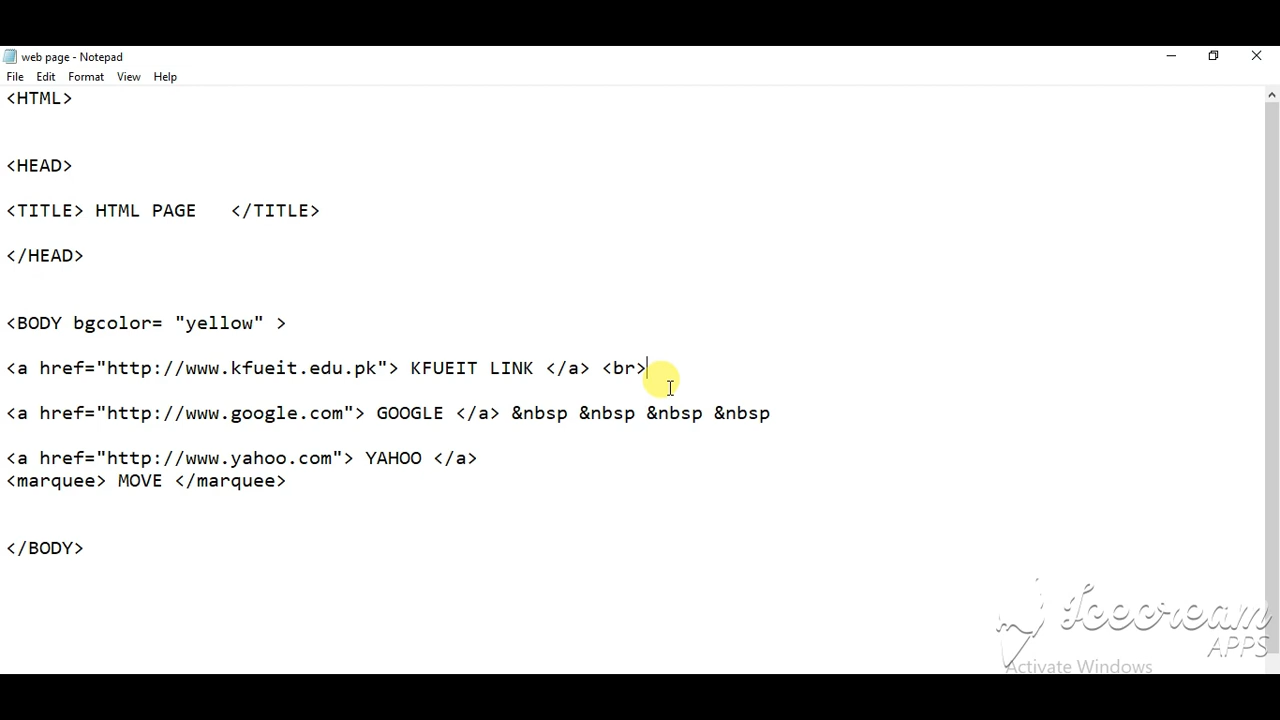 web page - Notepad
File Edit Format View Help
<HTML>
<HEAD>
<TITLE> HTML PAGE   </TITLE>
</HEAD>
<BODY bgcolor= "yellow" >
<a href="http://www.kfueit.edu.pk"> KFUEIT LINK </a> <br>
<a href="http://www.google.com"> GOOGLE </a> &nbsp &nbsp &nbsp &nbsp
<a href="http://www.yahoo.com"> YAHOO </a>
<marquee> MOVE </marquee>
</BODY>
Icecream
APPS
Activate Windows